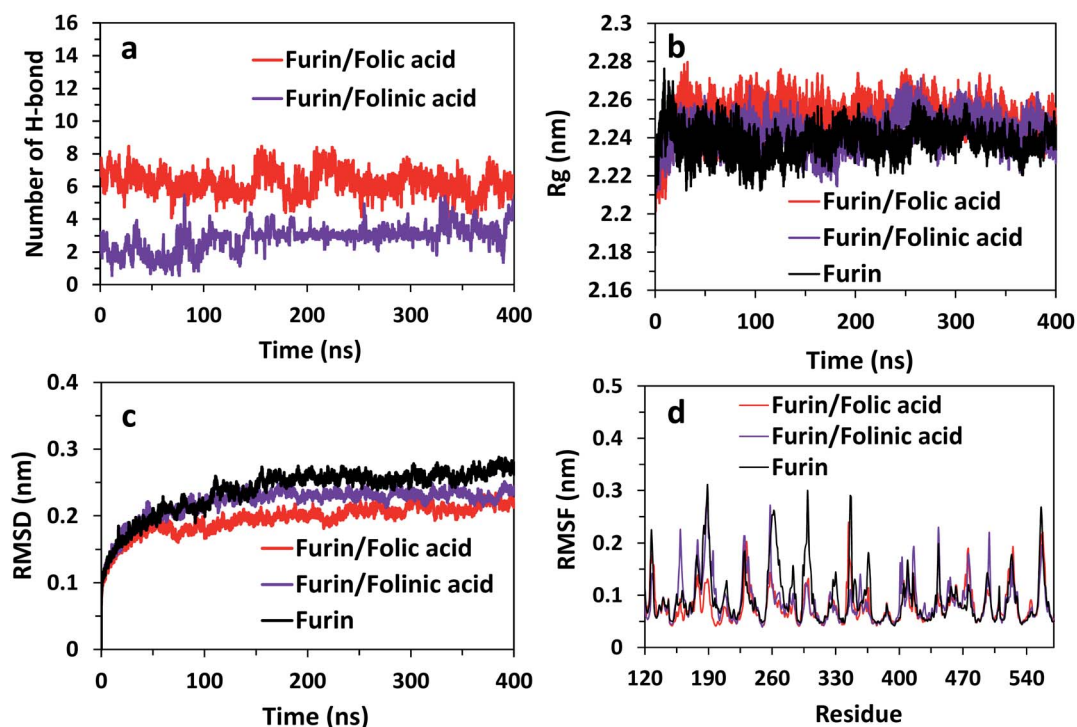 a
Number of H-bond
16
14
12
10
8
6
4
2
0
Furin/Folic acid
Furin/Folinic acid
0
100
200
300
400
Time (ns)
b
Rg (nm)
2.3
2.28
2.26
2.24
2.22
2.2
2.18
2.16
Furin/Folic acid
Furin/Folinic acid
Furin
0
100
200
300
400
Time (ns)
c
RMSD (nm)
0.4
0.3
0.2
0.1
0
Furin/Folic acid
Furin/Folinic acid
Furin
0
100
200
300
400
Time (ns)
d
RMSF (nm)
0.5
0.4
0.3
0.2
0.1
0
Furin/Folic acid
Furin/Folinic acid
Furin
120
190
260
330
400
470
540
Residue